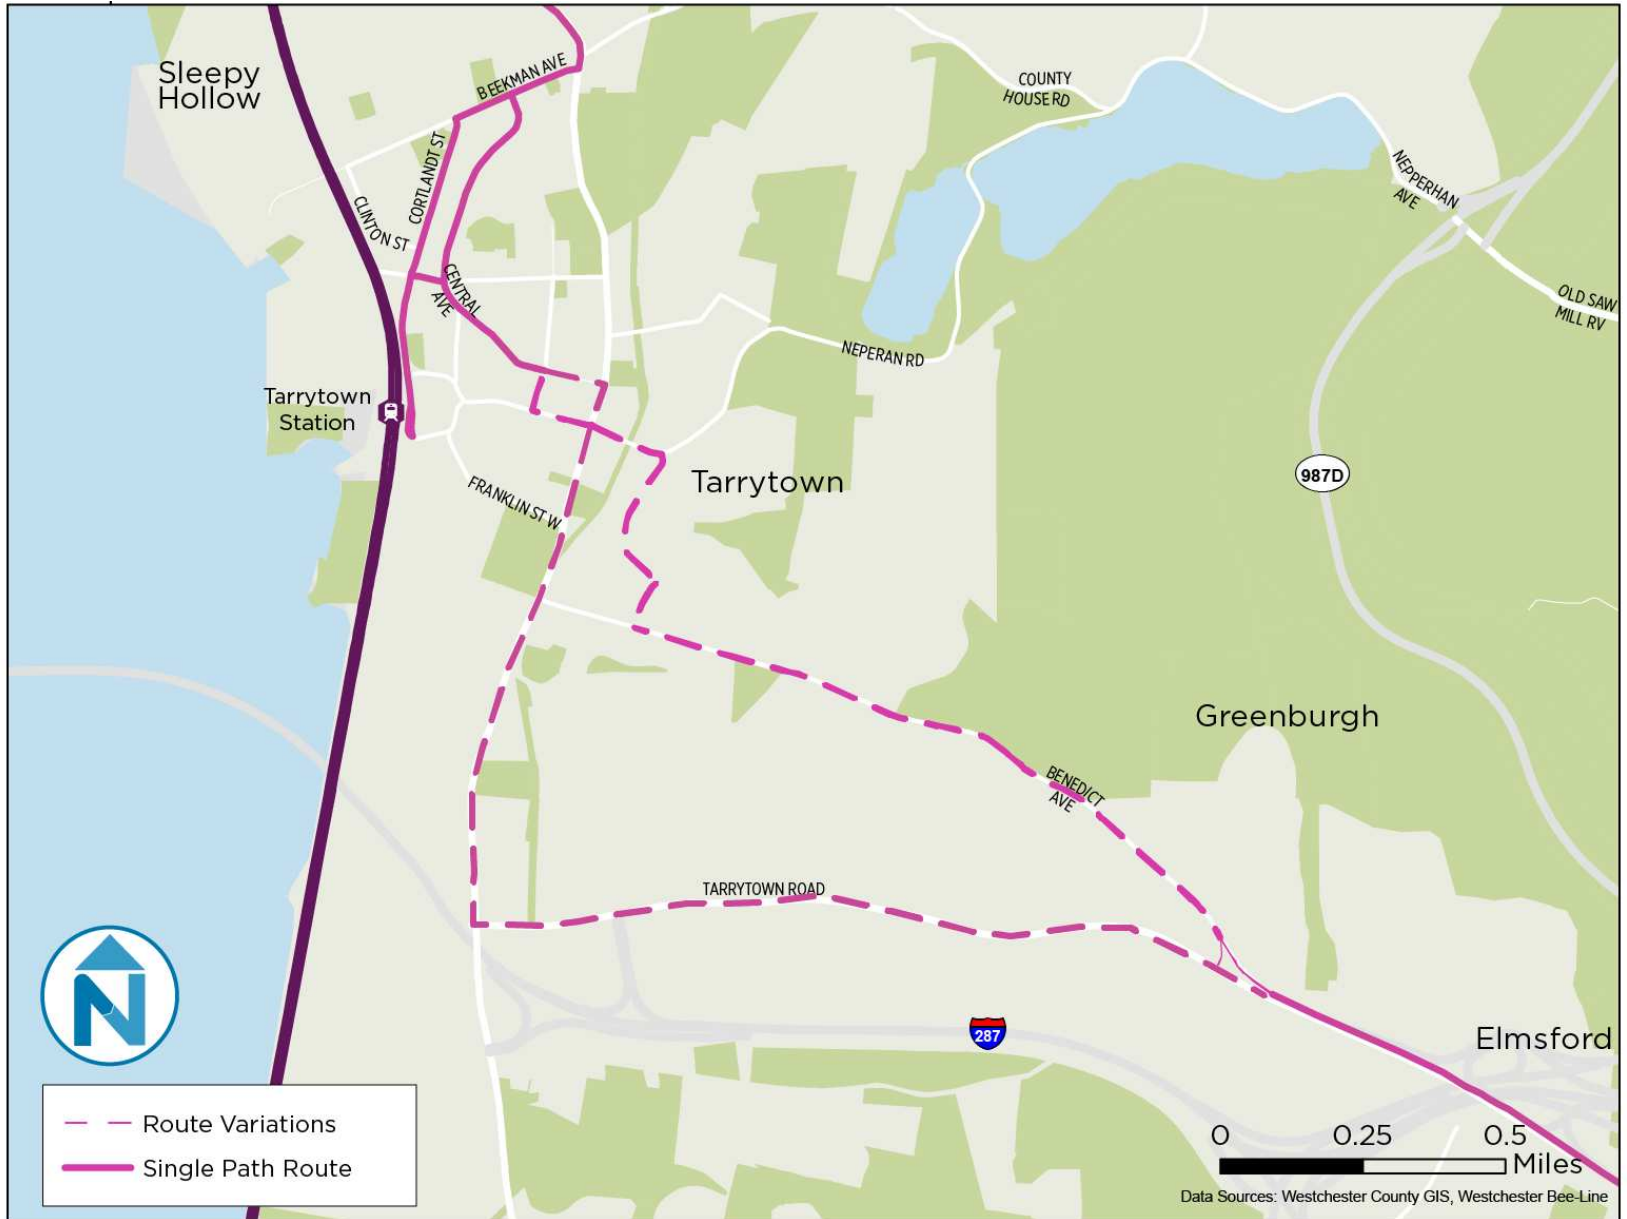 Sleepy
Hollow
BEEKMAN AVE
COUNTY
HOUSE RD
CORTLANDT ST
CLINTON ST
NEPPERHAN
AVE
CENTRAL
AVE
OLD SAW
MILL RV
NEPERAN RD
Tarrytown
Station
Tarrytown
987D
FRANKLIN ST W
Greenburgh
BENEDICT
AVE
TARRYTOWN ROAD
N
287
Elmsford
Route Variations
Single Path Route
0 0.25 0.5
Miles
Data Sources: Westchester County GIS, Westchester Bee-Line